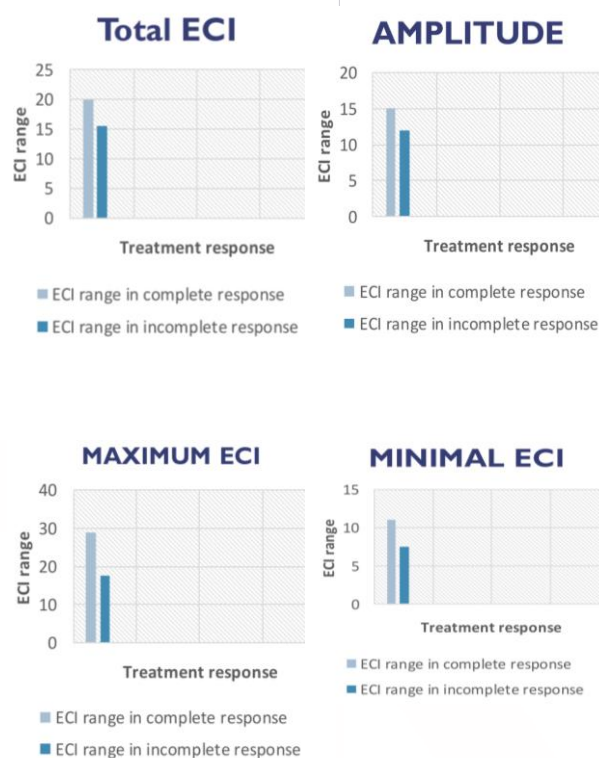 Total ECI
25
20
15
10
5
0
ECI range
Treatment response
ECI range in complete response
ECI range in incomplete response
AMPLITUDE
20
15
10
5
0
ECI range
Treatment response
ECI range in complete response
ECI range in incomplete response
MAXIMUM ECI
40
30
20
10
0
ECI range
Treatment response
ECI range in complete response
ECI range in incomplete response
MINIMAL ECI
15
10
5
0
ECI range
Treatment response
ECI range in complete response
ECI range in incomplete response